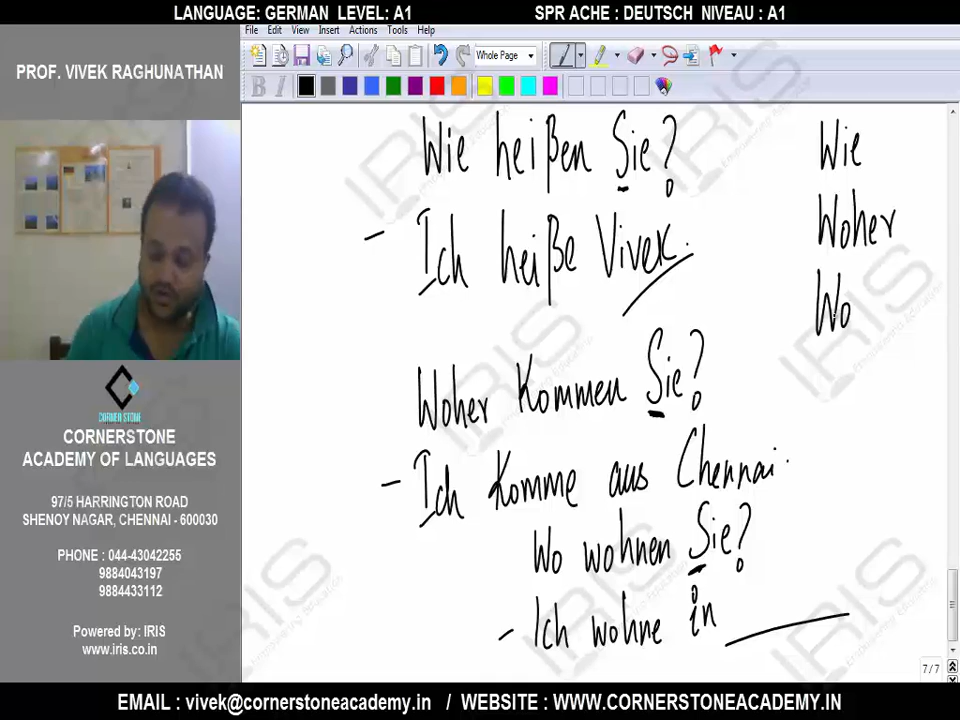 LANGUAGE: GERMAN LEVEL: A1 SPR ACHE : DEUTSCH NIVEAU : A1
PROF. VIVEK RAGHUNATHAN
File Edit View Insert Actions Tools Help
Whole Page
B I
Wie heißen Sie?
- Ich heiße Vivek.
Woher kommen Sie?
- Ich komme aus Chennai.
Wo wohnen Sie?
- Ich wohne in ______
Wie
Woher
Wo
CORNER STONE
CORNERSTONE
ACADEMY OF LANGUAGES
97/5 HARRINGTON ROAD
SHENOY NAGAR, CHENNAI - 600030
PHONE : 044-43042255
9884043197
9884433112
Powered by: IRIS
www.iris.co.in
7/7
EMAIL : vivek@cornerstoneacademy.in / WEBSITE : WWW.CORNERSTONEACADEMY.IN
IRIS